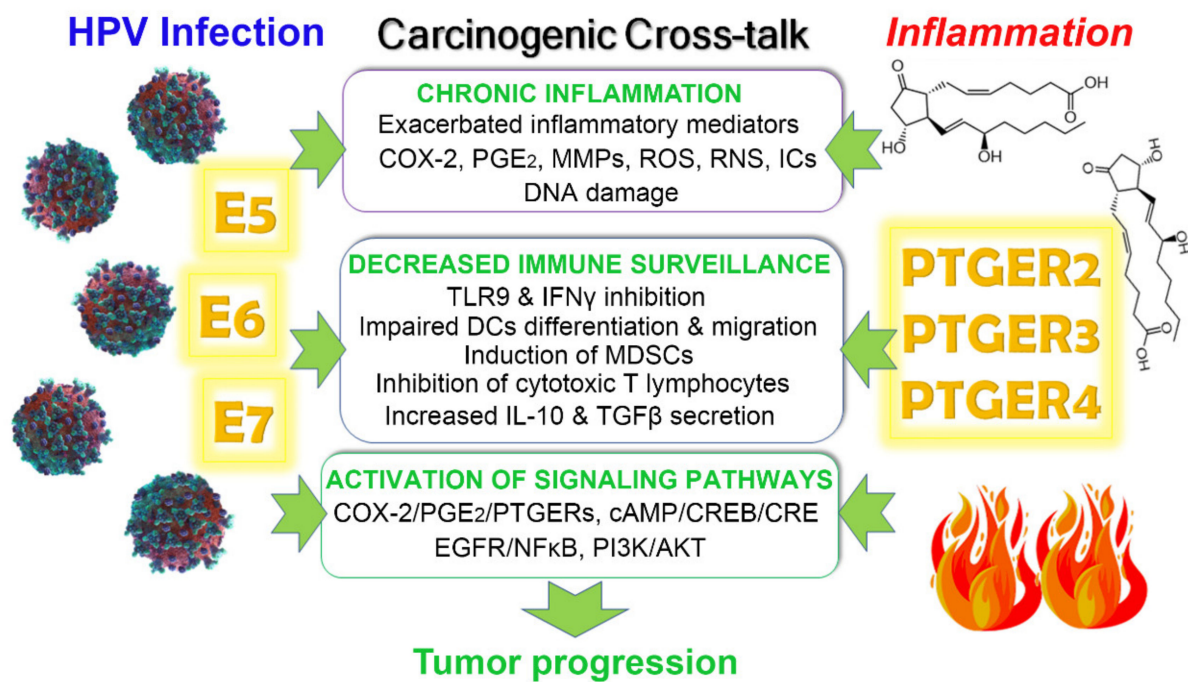 HPV Infection
Carcinogenic Cross-talk
Inflammation
CHRONIC INFLAMMATION
Exacerbated inflammatory mediators
COX-2, PGE₂, MMPs, ROS, RNS, ICs
DNA damage
DECREASED IMMUNE SURVEILLANCE
TLR9 & IFNγ inhibition
Impaired DCs differentiation & migration
Induction of MDSCs
Inhibition of cytotoxic T lymphocytes
Increased IL-10 & TGFβ secretion
ACTIVATION OF SIGNALING PATHWAYS
COX-2/PGE₂/PTGERs, cAMP/CREB/CRE
EGFR/NFκB, PI3K/AKT
Tumor progression
E5
E6
E7
O
OH
O
HO
OH
O
HO
OH
O
OH
PTGER2
PTGER3
PTGER4